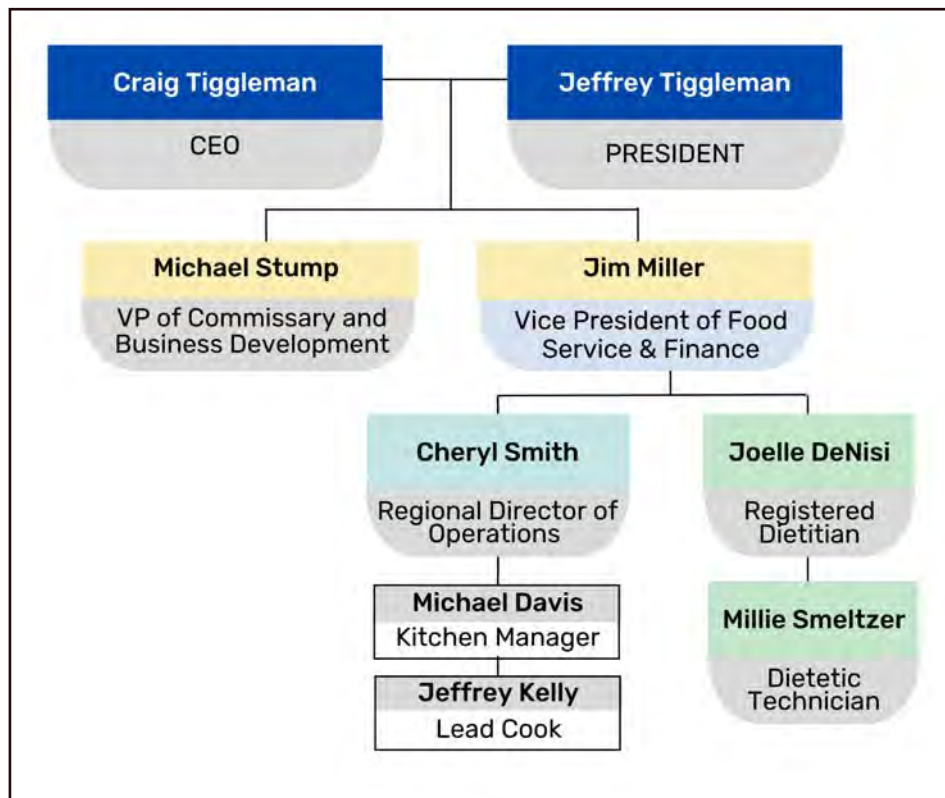 Craig Tiggleman
CEO
Jeffrey Tiggleman
PRESIDENT
Michael Stump
VP of Commissary and
Business Development
Jim Miller
Vice President of Food
Service & Finance
Cheryl Smith
Regional Director of
Operations
Joelle DeNisi
Registered
Dietitian
Michael Davis
Kitchen Manager
Jeffrey Kelly
Lead Cook
Millie Smeltzer
Dietetic
Technician